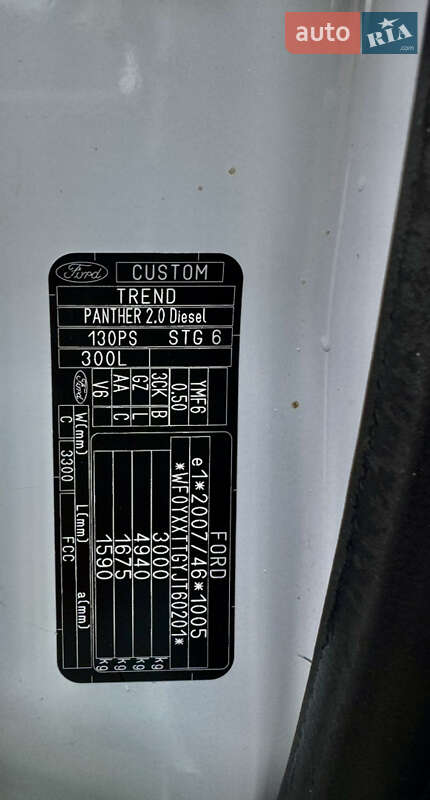 auto RIA .com
Ford CUSTOM
TREND
PANTHER 2.0 Diesel
130PS STG 6
300L
YMF6
0,50
3CK B
GZ L
AA C
V6
Ford
FORD
e1*2007/46*1005
*WF0YXXTTGYJT60201*
3000 kg
4940 kg
1675 kg
1590 kg
W(mm) L(mm) a(mm)
C 3300 FCC